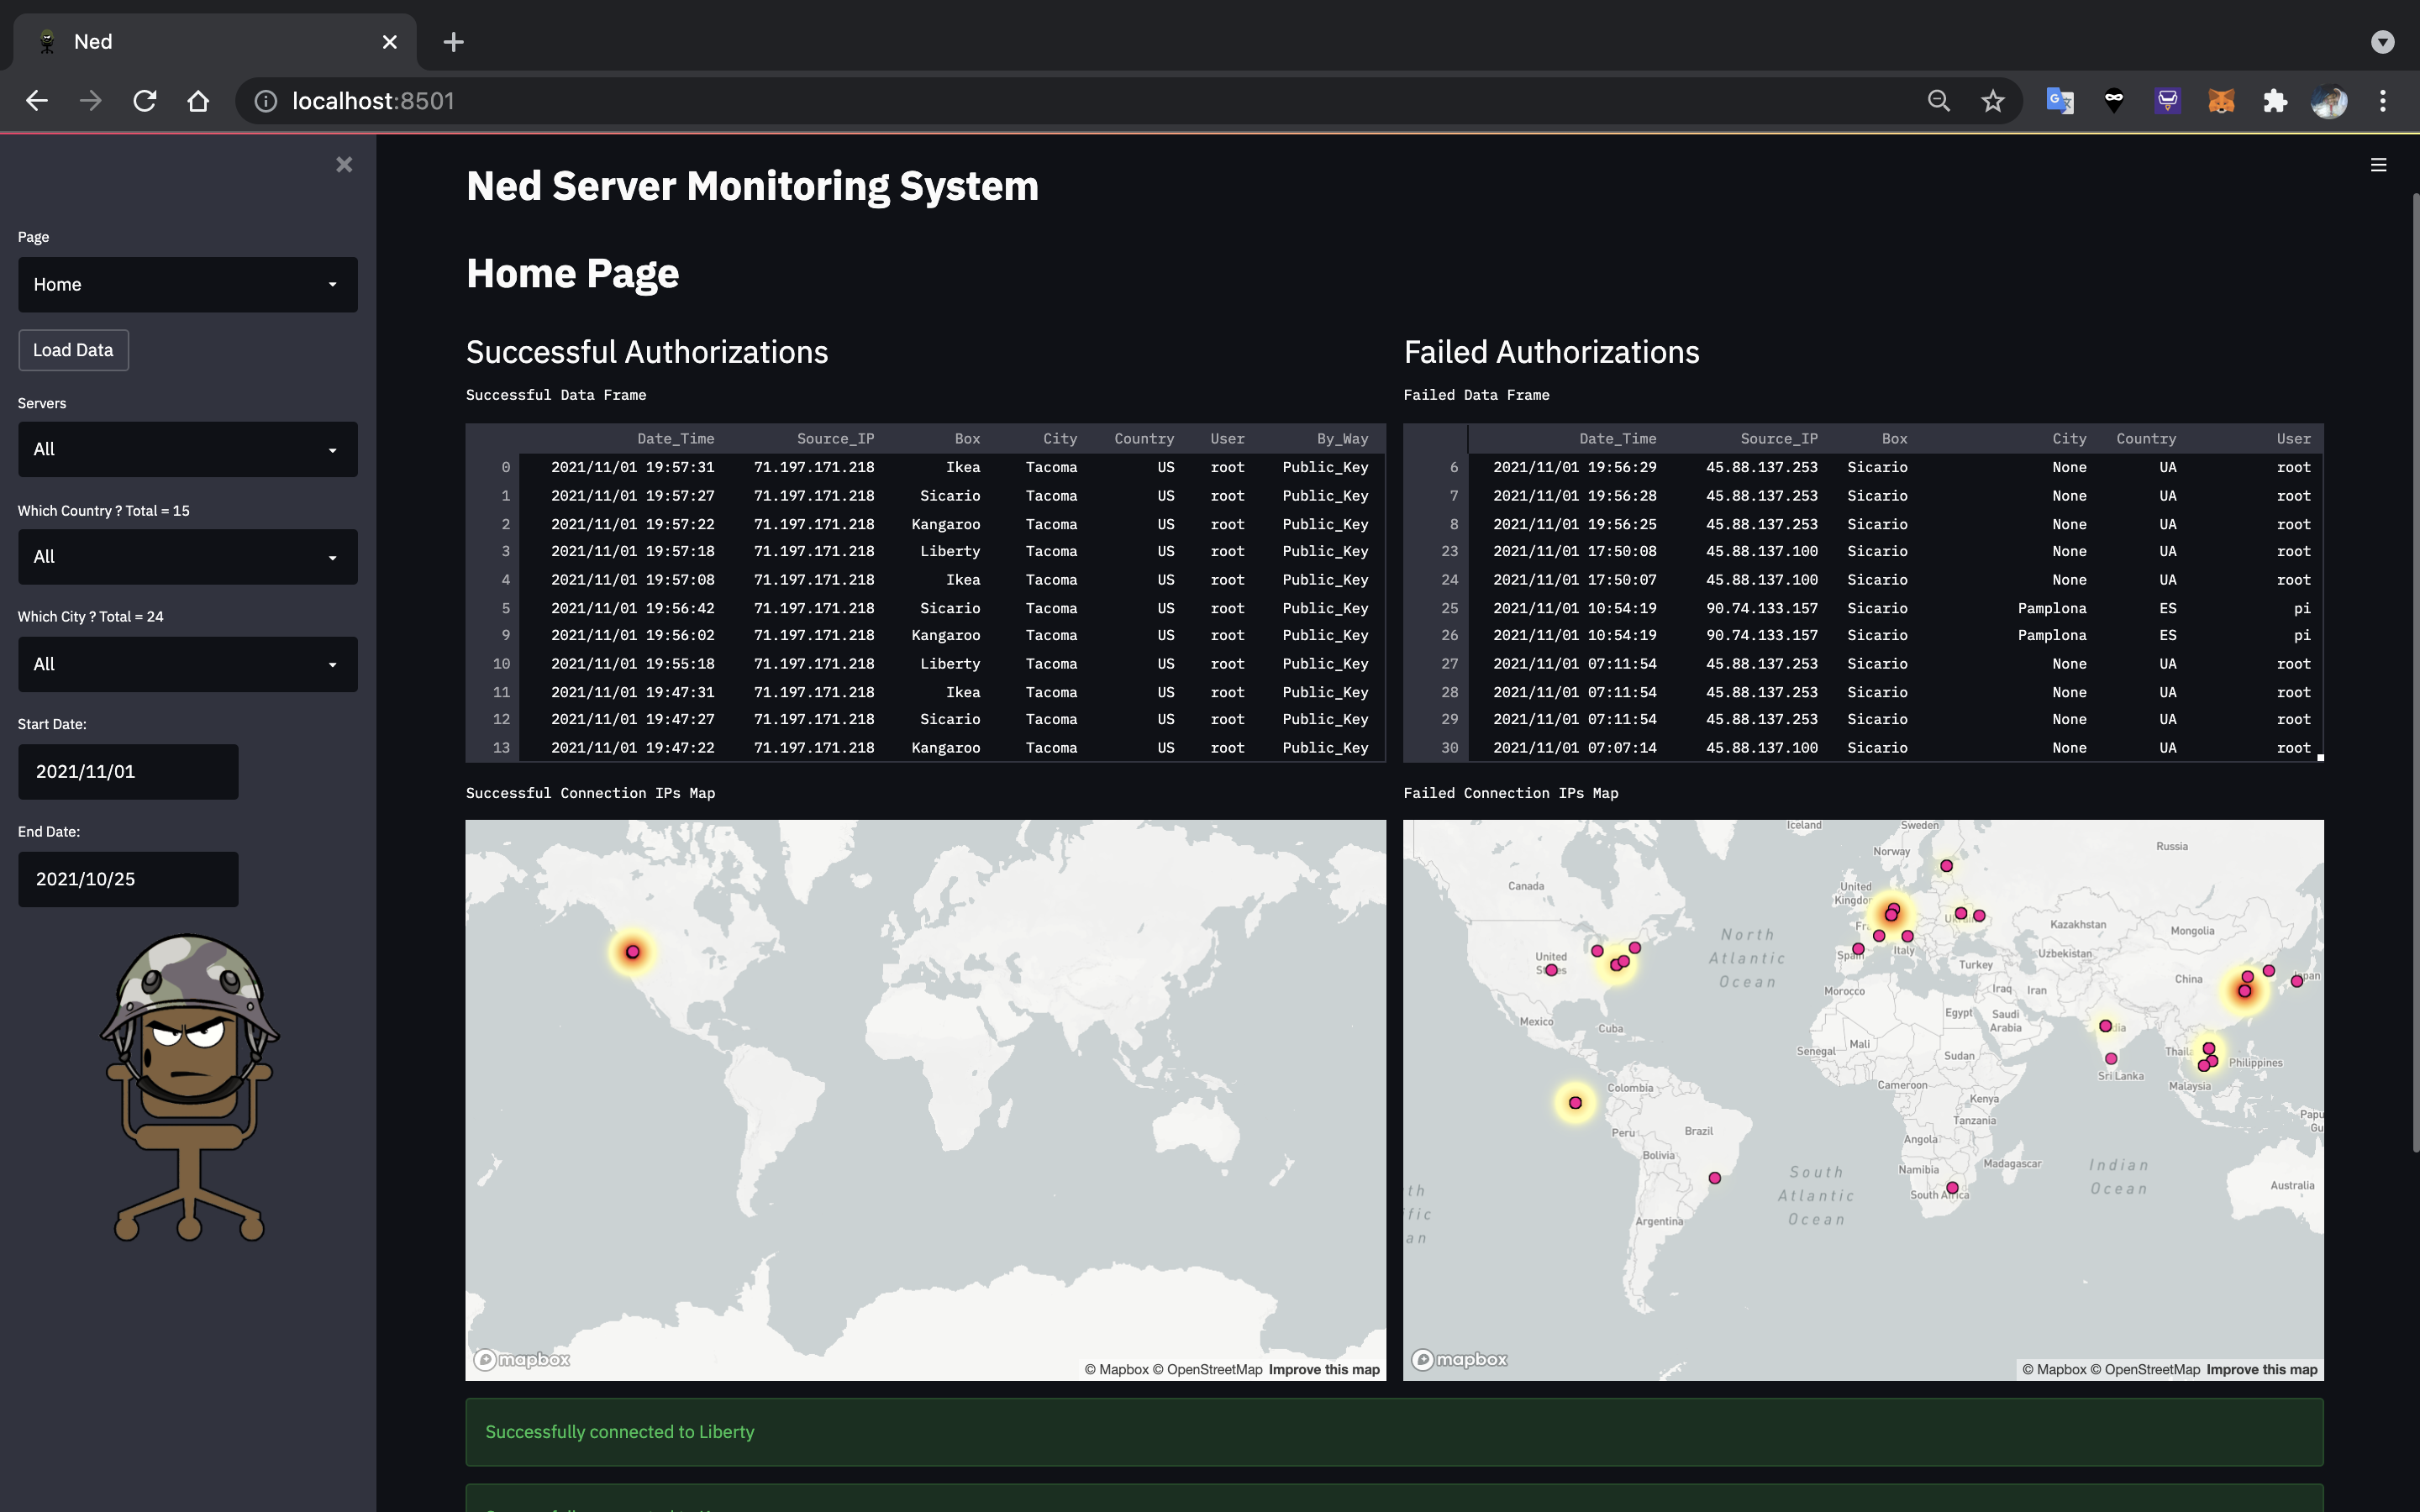 Ned
localhost:8501
Page
Home
Load Data
Servers
All
Which Country ? Total = 15
All
Which City ? Total = 24
All
Start Date:
2021/11/01
End Date:
2021/10/25
Ned Server Monitoring System
Home Page
Successful Authorizations
Successful Data Frame
Date_Time Source_IP Box City Country User By_Way
0 2021/11/01 19:57:31 71.197.171.218 Ikea Tacoma US root Public_Key
1 2021/11/01 19:57:27 71.197.171.218 Sicario Tacoma US root Public_Key
2 2021/11/01 19:57:22 71.197.171.218 Kangaroo Tacoma US root Public_Key
3 2021/11/01 19:57:18 71.197.171.218 Liberty Tacoma US root Public_Key
4 2021/11/01 19:57:08 71.197.171.218 Ikea Tacoma US root Public_Key
5 2021/11/01 19:56:42 71.197.171.218 Sicario Tacoma US root Public_Key
9 2021/11/01 19:56:02 71.197.171.218 Kangaroo Tacoma US root Public_Key
10 2021/11/01 19:55:18 71.197.171.218 Liberty Tacoma US root Public_Key
11 2021/11/01 19:47:31 71.197.171.218 Ikea Tacoma US root Public_Key
12 2021/11/01 19:47:27 71.197.171.218 Sicario Tacoma US root Public_Key
13 2021/11/01 19:47:22 71.197.171.218 Kangaroo Tacoma US root Public_Key
Failed Authorizations
Failed Data Frame
Date_Time Source_IP Box City Country User
6 2021/11/01 19:56:29 45.88.137.253 Sicario None UA root
7 2021/11/01 19:56:28 45.88.137.253 Sicario None UA root
8 2021/11/01 19:56:25 45.88.137.253 Sicario None UA root
23 2021/11/01 17:50:08 45.88.137.100 Sicario None UA root
24 2021/11/01 17:50:07 45.88.137.100 Sicario None UA root
25 2021/11/01 10:54:19 90.74.133.157 Sicario Pamplona ES pi
26 2021/11/01 10:54:19 90.74.133.157 Sicario Pamplona ES pi
27 2021/11/01 07:11:54 45.88.137.253 Sicario None UA root
28 2021/11/01 07:11:54 45.88.137.253 Sicario None UA root
29 2021/11/01 07:11:54 45.88.137.253 Sicario None UA root
30 2021/11/01 07:07:14 45.88.137.100 Sicario None UA root
Successful Connection IPs Map
mapbox
© Mapbox © OpenStreetMap Improve this map
Failed Connection IPs Map
Iceland
Sweden
Norway
Russia
Canada
United
Kingdo
Kazakhstan
Mongolia
North
Atlantic
Ocean
Fr
Italy
Uzbekistan
United
Spain
Turkey
China
Morocco
Iraq
Iran
Mexico
Cuba
Egypt
Saudi
Arabia
Senegal
Mali
Sudan
Philippines
Sri Lanka
Malaysia
Colombia
Cameroon
Kenya
Tanzania
Papu
Gu
Peru
Brazil
Angola
Bolivia
Namibia
Madagascar
South
Atlantic
Ocean
Indian
Ocean
South Africa
Australia
th
fic
an
Argentina
mapbox
© Mapbox © OpenStreetMap Improve this map
Successfully connected to Liberty